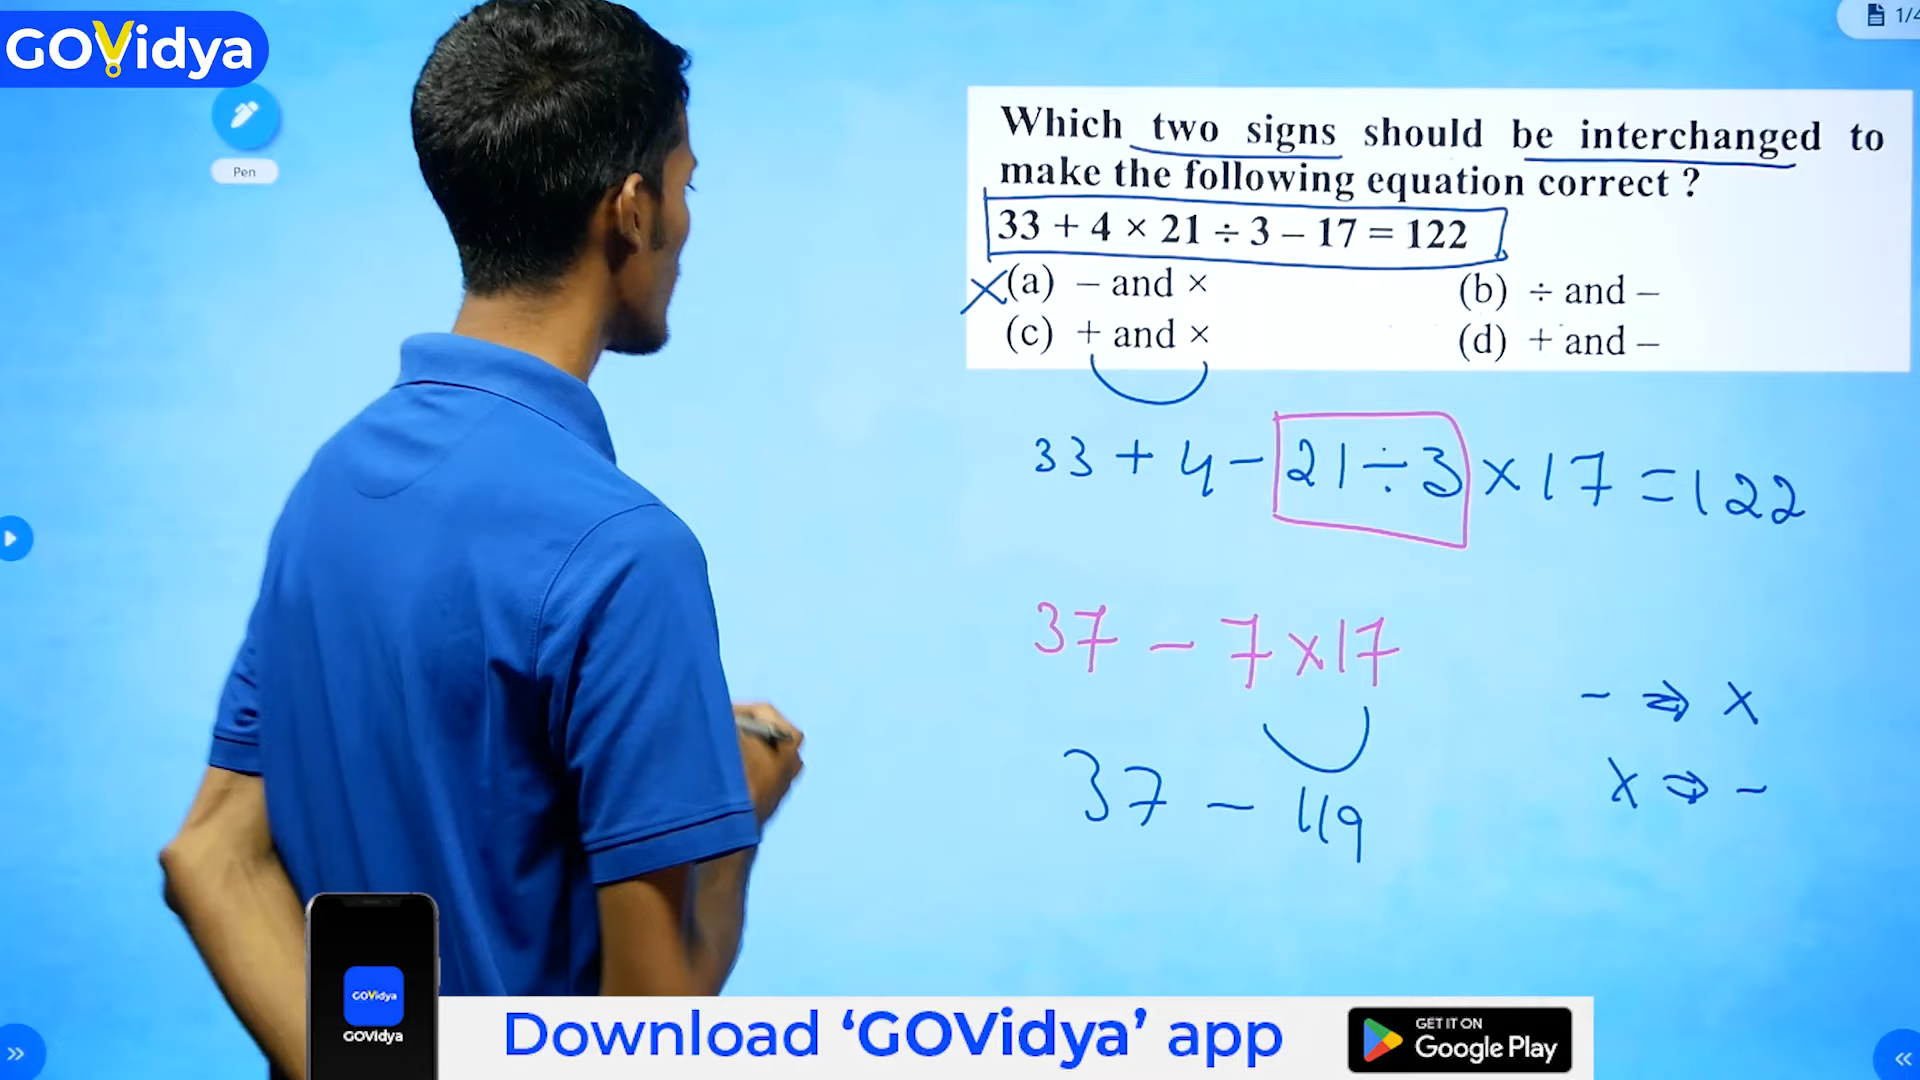 GOVidya
1/4
Pen
Which two signs should be interchanged to
make the following equation correct ?
33 + 4 × 21 ÷ 3 – 17 = 122
(a) – and × (b) ÷ and –
(c) + and × (d) + and –
33 + 4 - 21 ÷ 3 × 17 = 122
37 - 7 × 17
- ⇒ ×
× ⇒ -
37 - 119
GOVidya
GOVidya
Download ‘GOVidya’ app
GET IT ON
Google Play